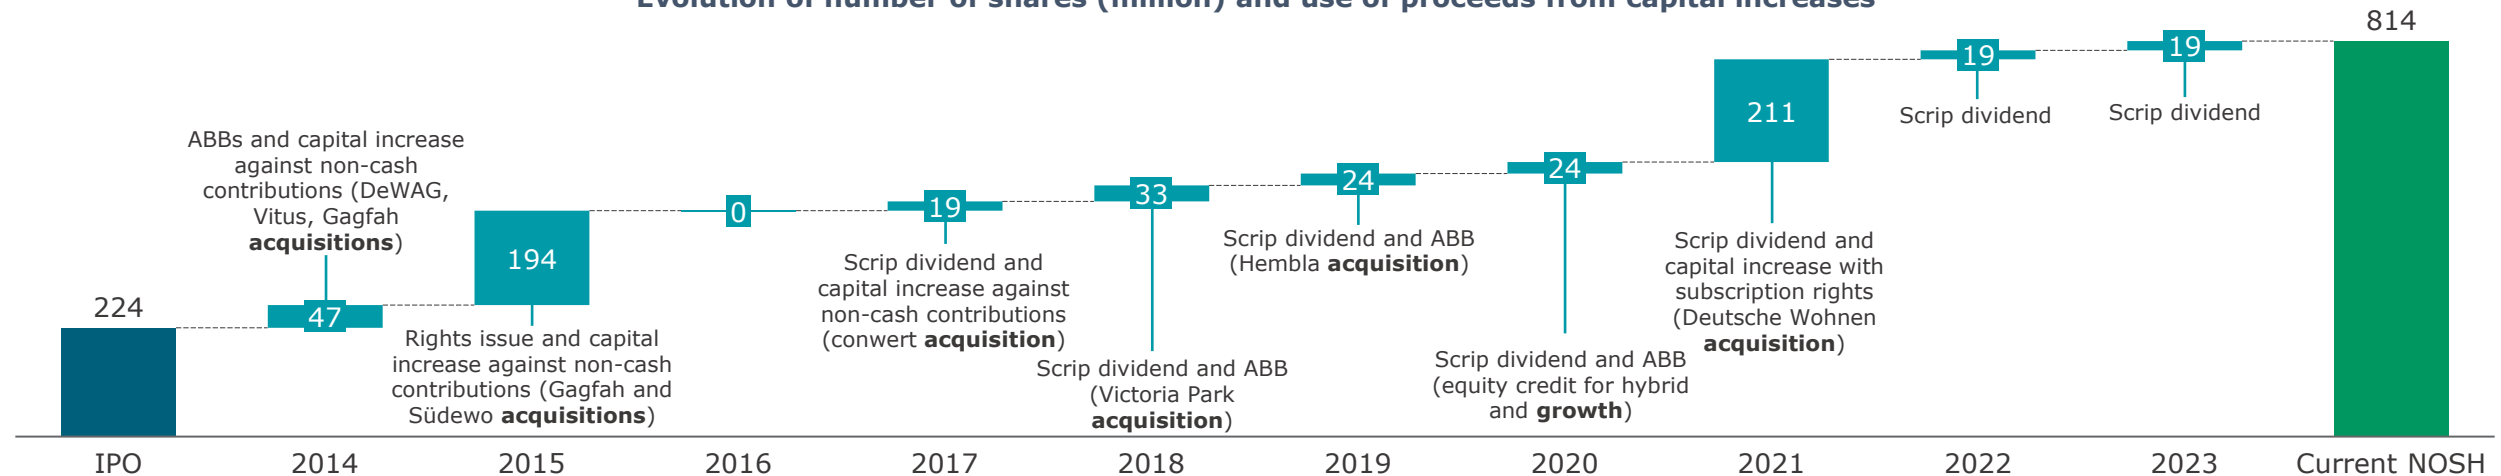 Evolution of number of shares (million) and use of proceeds from capital increases
814
19
19
211
Scrip dividend
Scrip dividend
ABBs and capital increase
against non-cash
contributions (DeWAG,
Vitus, Gagfah
acquisitions)
24
24
33
19
0
194
Scrip dividend and ABB
(Hembla acquisition)
Scrip dividend and
capital increase with
subscription rights
(Deutsche Wohnen
acquisition)
Scrip dividend and
capital increase against
non-cash contributions
(conwert acquisition)
224
47
Rights issue and capital
increase against non-cash
contributions (Gagfah and
Südewo acquisitions)
Scrip dividend and ABB
(Victoria Park
acquisition)
Scrip dividend and ABB
(equity credit for hybrid
and growth)
IPO 2014 2015 2016 2017 2018 2019 2020 2021 2022 2023 Current NOSH